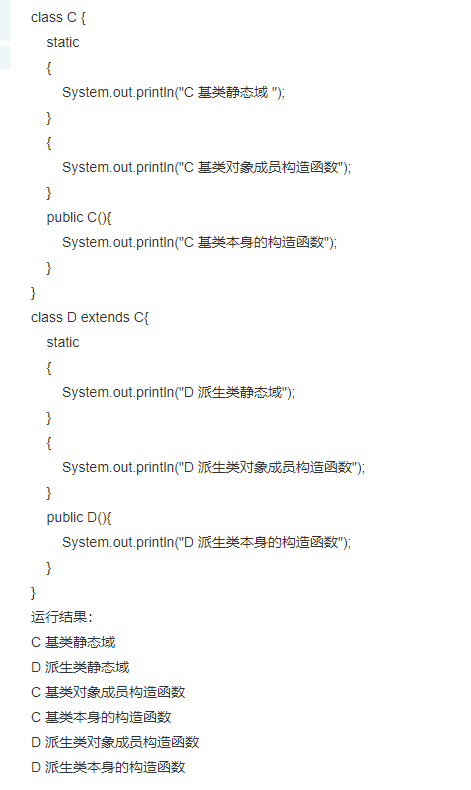 class C {
static
{
System.out.println("C 基类静态域 ");
}
{
System.out.println("C 基类对象成员构造函数");
}
public C(){
System.out.println("C 基类本身的构造函数");
}
}
class D extends C{
static
{
System.out.println("D 派生类静态域");
}
{
System.out.println("D 派生类对象成员构造函数");
}
public D(){
System.out.println("D 派生类本身的构造函数");
}
}
运行结果：
C 基类静态域
D 派生类静态域
C 基类对象成员构造函数
C 基类本身的构造函数
D 派生类对象成员构造函数
D 派生类本身的构造函数